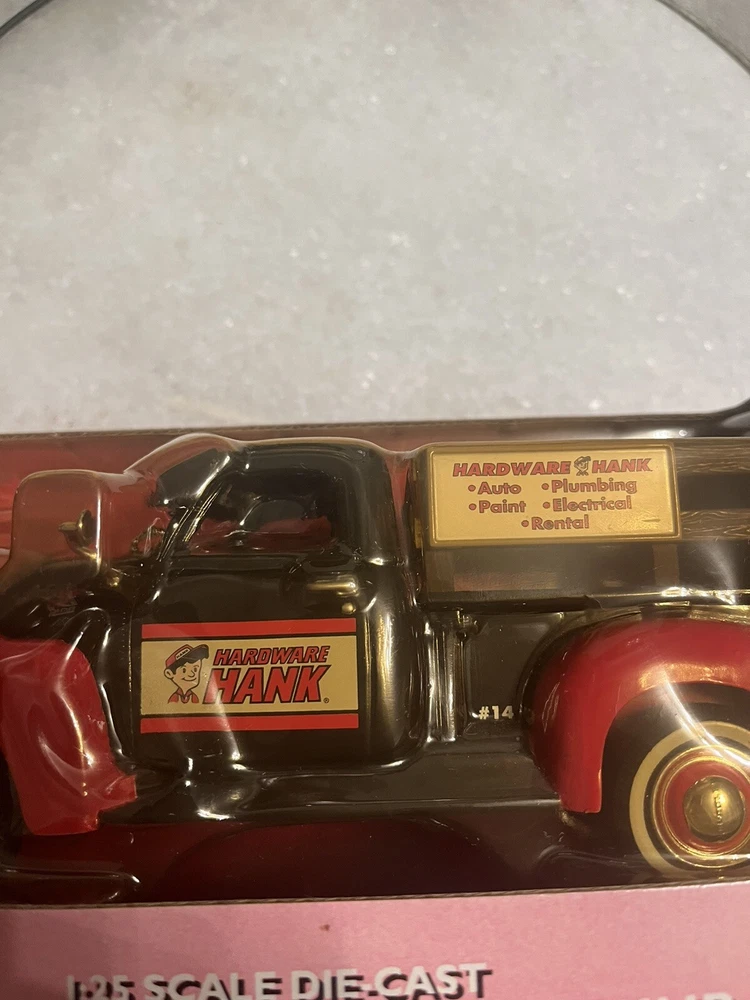 HARDWARE HANK
• Auto • Plumbing
• Paint • Electrical
• Rental
HARDWARE
HANK®
#14
1:25 SCALE DIE-CAST